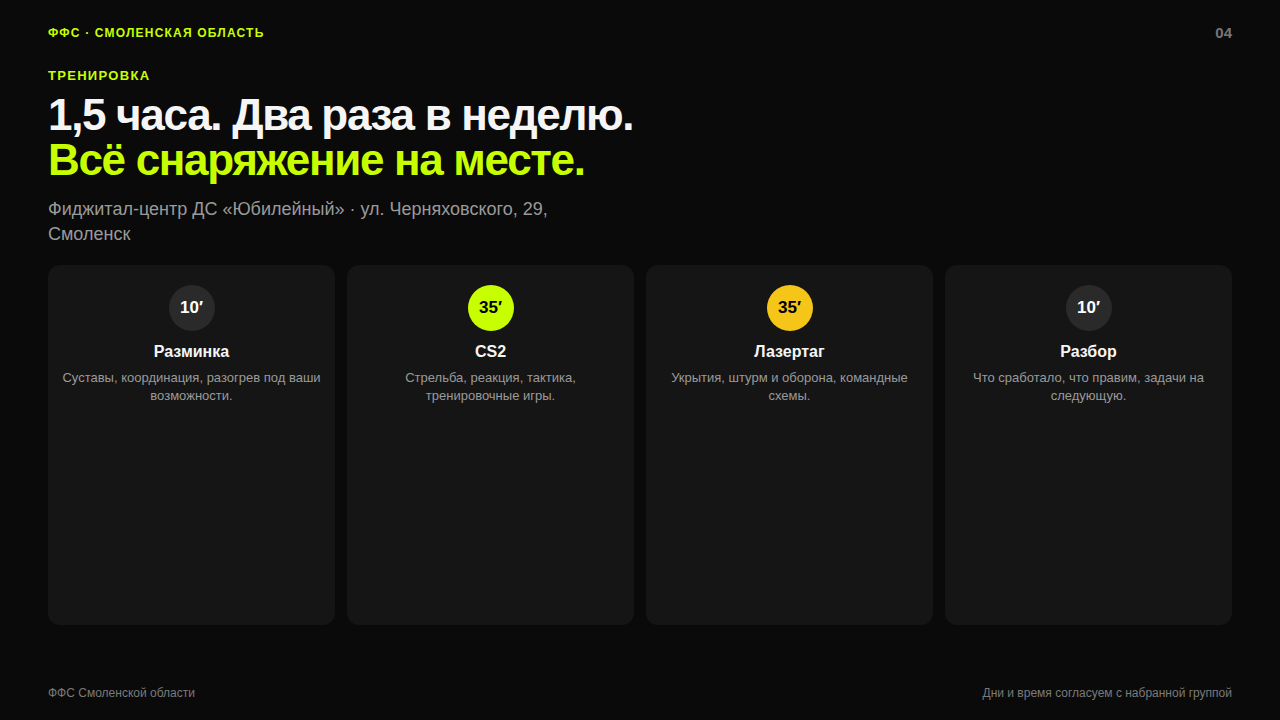 ФФС · СМОЛЕНСКАЯ ОБЛАСТЬ
04
ТРЕНИРОВКА
1,5 часа. Два раза в неделю.
Всё снаряжение на месте.
Фиджитал-центр ДС «Юбилейный» · ул. Черняховского, 29,
Смоленск
10′
Разминка
Суставы, координация, разогрев под ваши
возможности.
35′
CS2
Стрельба, реакция, тактика,
тренировочные игры.
35′
Лазертаг
Укрытия, штурм и оборона, командные
схемы.
10′
Разбор
Что сработало, что правим, задачи на
следующую.
ФФС Смоленской области
Дни и время согласуем с набранной группой